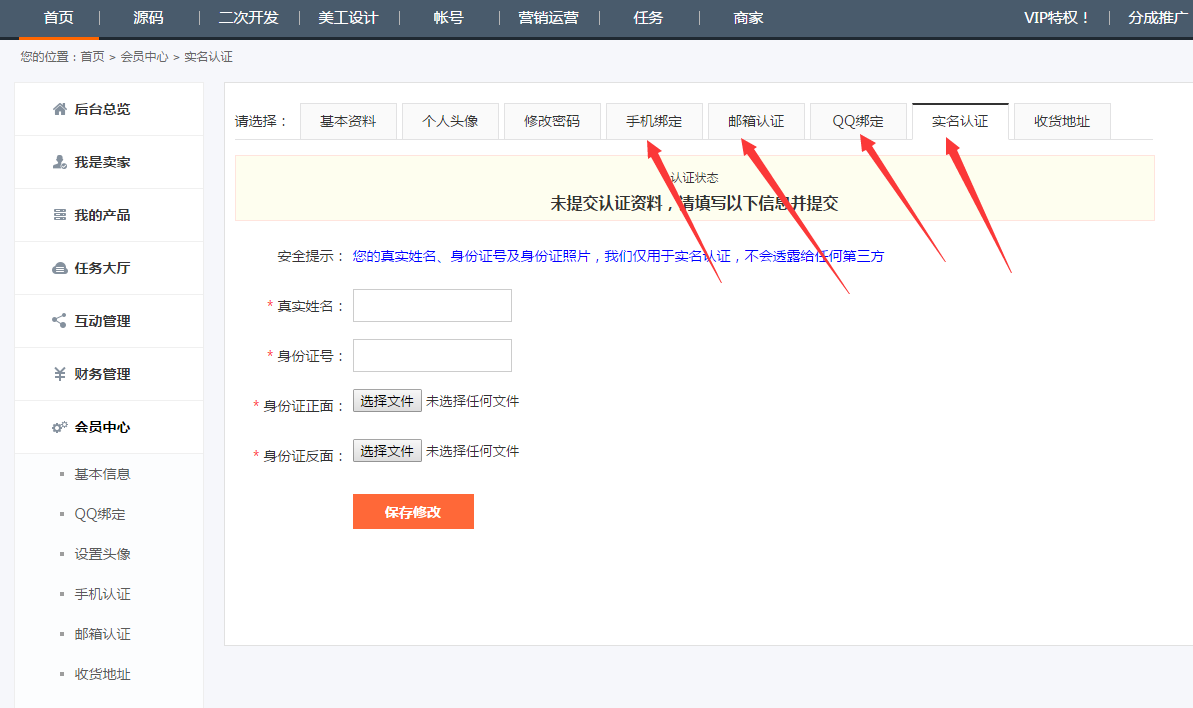 首页 源码 二次开发 美工设计 帐号 营销运营 任务 商家 VIP特权！ 分成推广
您的位置：首页 > 会员中心 > 实名认证
后台总览
我是卖家
我的产品
任务大厅
互动管理
财务管理
会员中心
基本信息
QQ绑定
设置头像
手机认证
邮箱认证
收货地址
请选择： 基本资料 个人头像 修改密码 手机绑定 邮箱认证 QQ绑定 实名认证 收货地址
认证状态
未提交认证资料，请填写以下信息并提交
安全提示： 您的真实姓名、身份证号及身份证照片，我们仅用于实名认证，不会透露给任何第三方
* 真实姓名：
* 身份证号：
* 身份证正面： 选择文件 未选择任何文件
* 身份证反面： 选择文件 未选择任何文件
保存修改